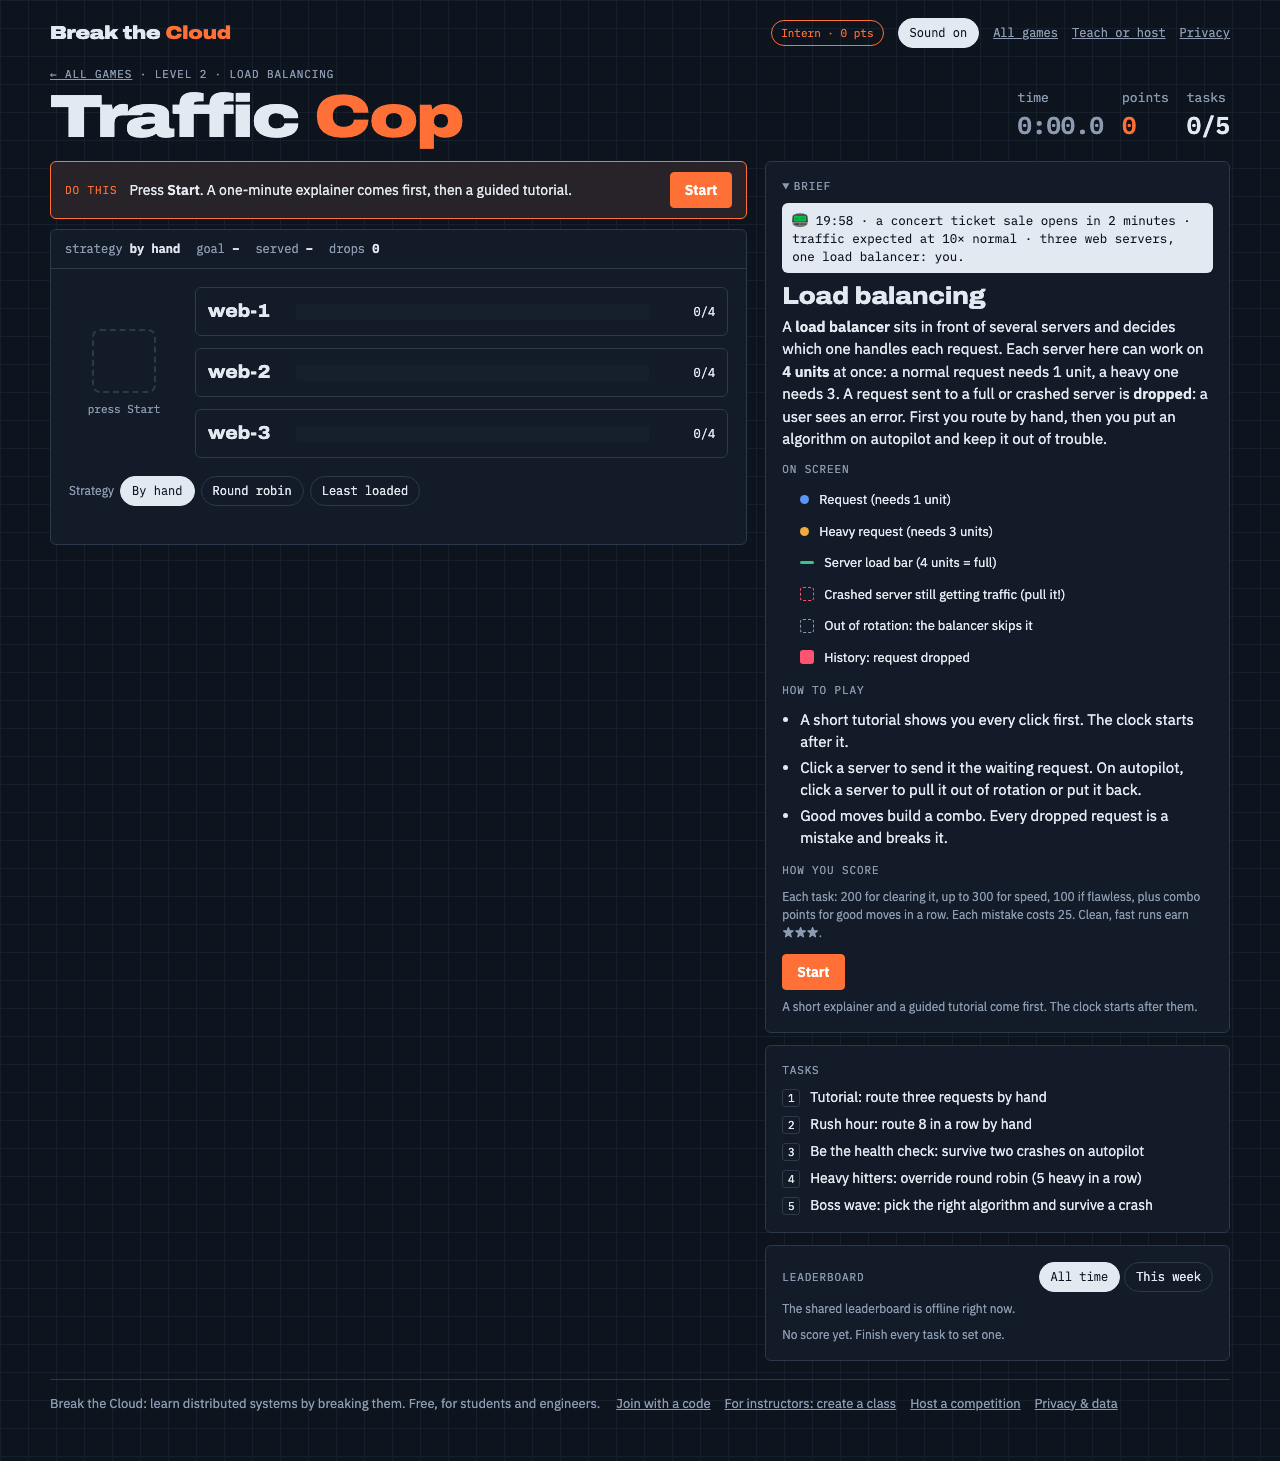 Break the Cloud
Intern · 0 pts
Sound on
All games
Teach or host
Privacy
← ALL GAMES · LEVEL 2 · LOAD BALANCING
Traffic Cop
time
0:00.0
points
0
tasks
0/5
DO THIS
Press Start. A one-minute explainer comes first, then a guided tutorial.
Start
strategy by hand
goal –
served –
drops 0
press Start
web-1
0/4
web-2
0/4
web-3
0/4
Strategy
By hand
Round robin
Least loaded
▼ BRIEF
19:58 · a concert ticket sale opens in 2 minutes ·
traffic expected at 10× normal · three web servers,
one load balancer: you.
Load balancing
A load balancer sits in front of several servers and decides
which one handles each request. Each server here can work on
4 units at once: a normal request needs 1 unit, a heavy one
needs 3. A request sent to a full or crashed server is dropped: a
user sees an error. First you route by hand, then you put an
algorithm on autopilot and keep it out of trouble.
ON SCREEN
Request (needs 1 unit)
Heavy request (needs 3 units)
Server load bar (4 units = full)
Crashed server still getting traffic (pull it!)
Out of rotation: the balancer skips it
History: request dropped
HOW TO PLAY
• A short tutorial shows you every click first. The clock starts
after it.
• Click a server to send it the waiting request. On autopilot,
click a server to pull it out of rotation or put it back.
• Good moves build a combo. Every dropped request is a
mistake and breaks it.
HOW YOU SCORE
Each task: 200 for clearing it, up to 300 for speed, 100 if flawless, plus combo
points for good moves in a row. Each mistake costs 25. Clean, fast runs earn
★★★.
Start
A short explainer and a guided tutorial come first. The clock starts after them.
TASKS
1 Tutorial: route three requests by hand
2 Rush hour: route 8 in a row by hand
3 Be the health check: survive two crashes on autopilot
4 Heavy hitters: override round robin (5 heavy in a row)
5 Boss wave: pick the right algorithm and survive a crash
LEADERBOARD
All time
This week
The shared leaderboard is offline right now.
No score yet. Finish every task to set one.
Break the Cloud: learn distributed systems by breaking them. Free, for students and engineers.
Join with a code
For instructors: create a class
Host a competition
Privacy & data